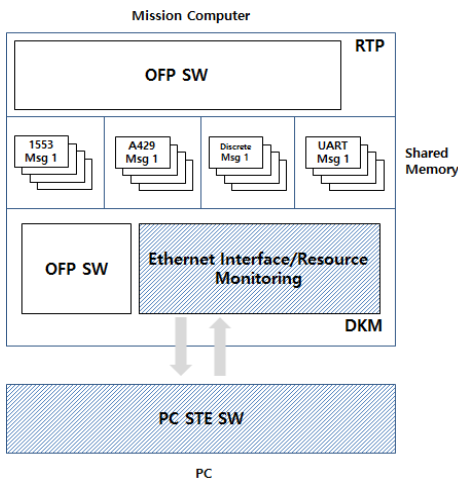 Mission Computer
RTP
OFP SW
1553
Msg 1
A429
Msg 1
Discrete
Msg 1
UART
Msg 1
Shared
Memory
OFP SW
Ethernet Interface/Resource
Monitoring
DKM
PC STE SW
PC